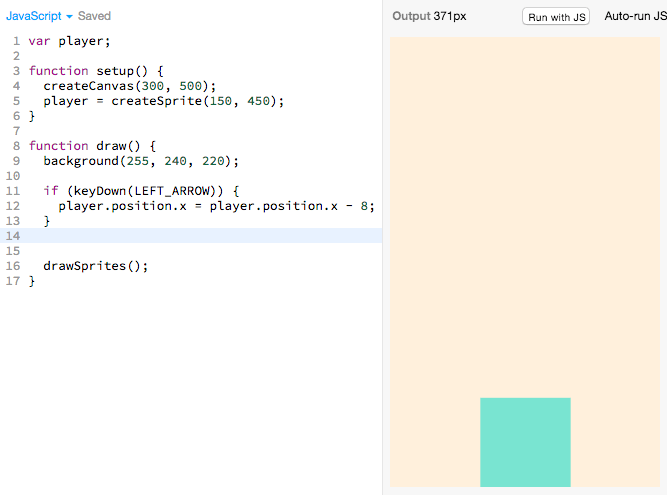 JavaScript Saved
1 var player;
2
3 function setup() {
4   createCanvas(300, 500);
5   player = createSprite(150, 450);
6 }
7
8 function draw() {
9   background(255, 240, 220);
10
11   if (keyDown(LEFT_ARROW)) {
12     player.position.x = player.position.x - 8;
13   }
14
15
16   drawSprites();
17 }
Output 371px Run with JS Auto-run JS